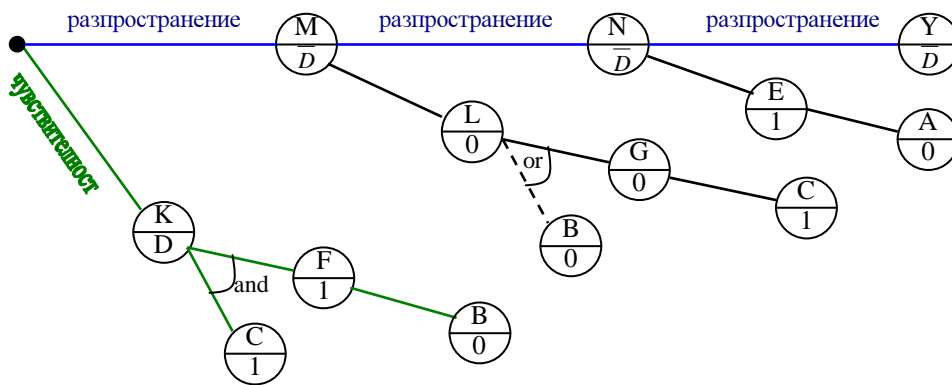 разпространение
разпространение
разпространение
M
D̅
N
D̅
Y
D̅
чувствителност
E
1
A
0
L
0
or
G
0
C
1
B
0
K
D
and
F
1
B
0
C
1